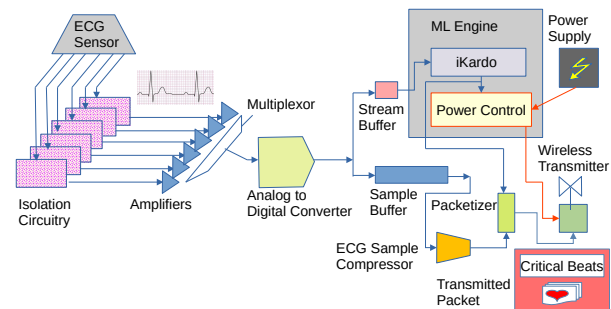 ECG
Sensor
ML Engine
Power
Supply
iKardo
Multiplexor
Stream
Buffer
Power Control
Wireless
Transmitter
Isolation
Circuitry
Amplifiers
Analog to
Digital Converter
Sample
Buffer
Packetizer
ECG Sample
Compressor
Transmitted
Packet
Critical Beats